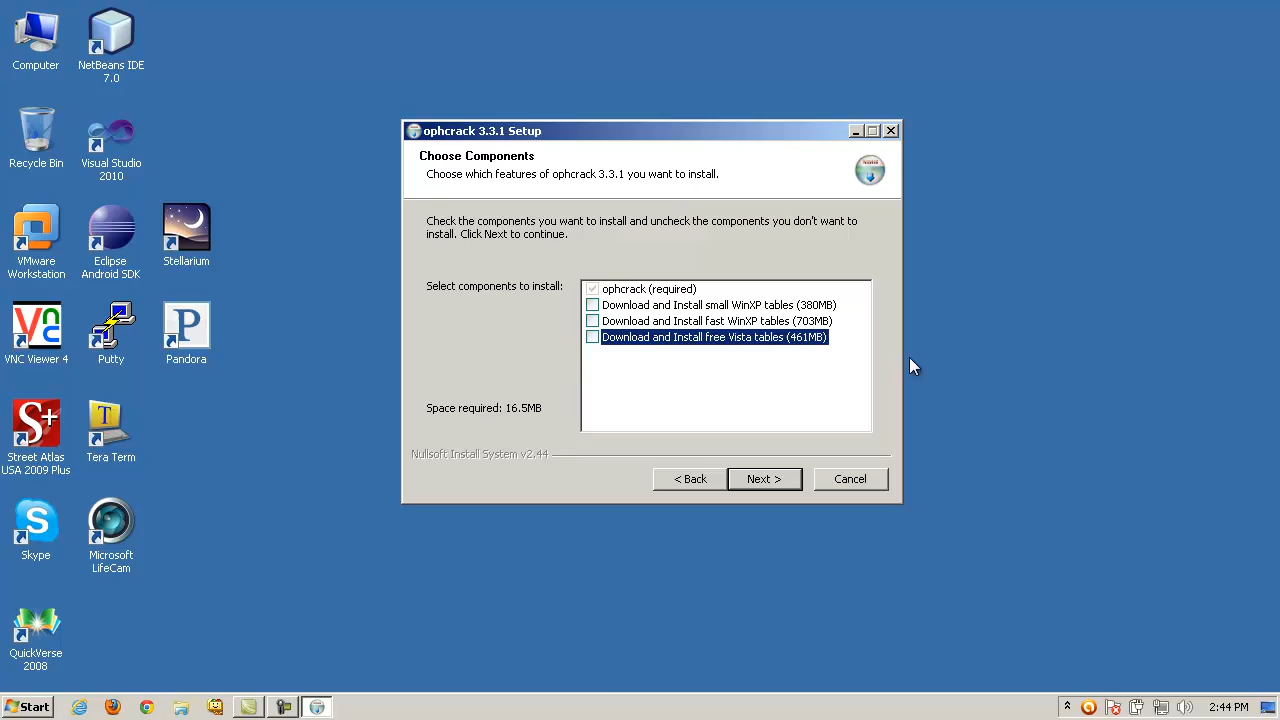 Computer
NetBeans IDE
7.0
Recycle Bin
Visual Studio
2010
VMware
Workstation
Eclipse
Android SDK
Stellarium
VNC
VNC Viewer 4
Putty
P
Pandora
S+
Street Atlas
USA 2009 Plus
T
Tera Term
S
Skype
Microsoft
LifeCam
QuickVerse
2008
ophcrack 3.3.1 Setup
Choose Components
Choose which features of ophcrack 3.3.1 you want to install.
Check the components you want to install and uncheck the components you don't want to
install. Click Next to continue.
Select components to install:
ophcrack (required)
Download and Install small WinXP tables (380MB)
Download and Install fast WinXP tables (703MB)
Download and Install free Vista tables (461MB)
Space required: 16.5MB
Nullsoft Install System v2.44
< Back
Next >
Cancel
Start
2:44 PM